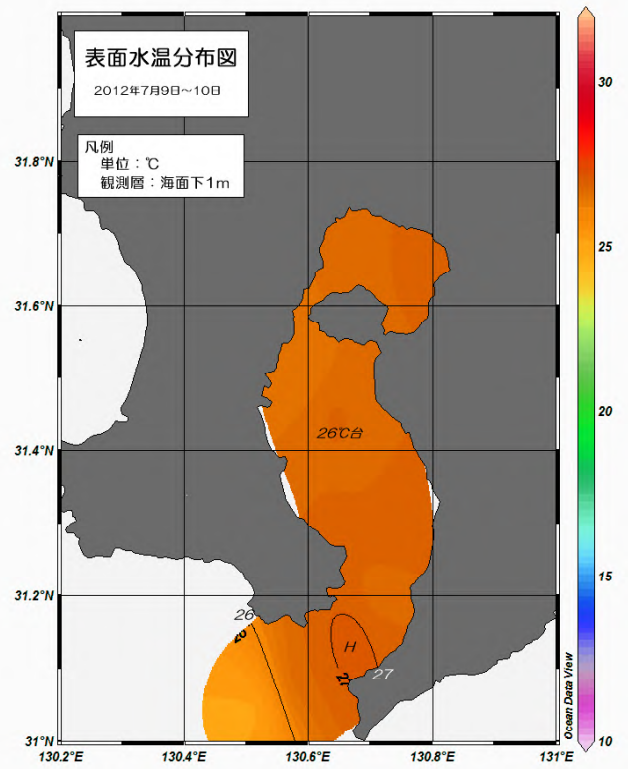 表面水温分布図
2012年7月9日～10日
凡例
単位：℃
観測層：海面下1m
31.8°N
31.6°N
31.4°N
31.2°N
31°N
130.2°E
130.4°E
130.6°E
130.8°E
131°E
26℃台
26
26
H
27
27
30
25
20
15
10
Ocean Data View